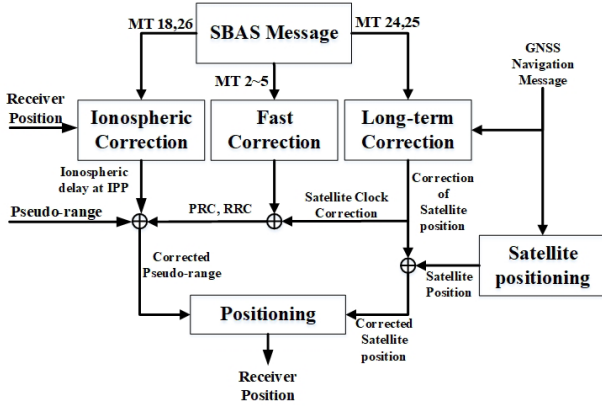 MT 18,26
SBAS Message
MT 24,25
GNSS
Navigation
Message
MT 2~5
Receiver
Position
Ionospheric
Correction
Fast
Correction
Long-term
Correction
Ionospheric
delay at IPP
Satellite Clock
Correction
Correction
of
Satellite
position
Pseudo-range
PRC, RRC
Corrected
Pseudo-range
Satellite
Position
Satellite
positioning
Positioning
Corrected
Satellite
position
Receiver
Position